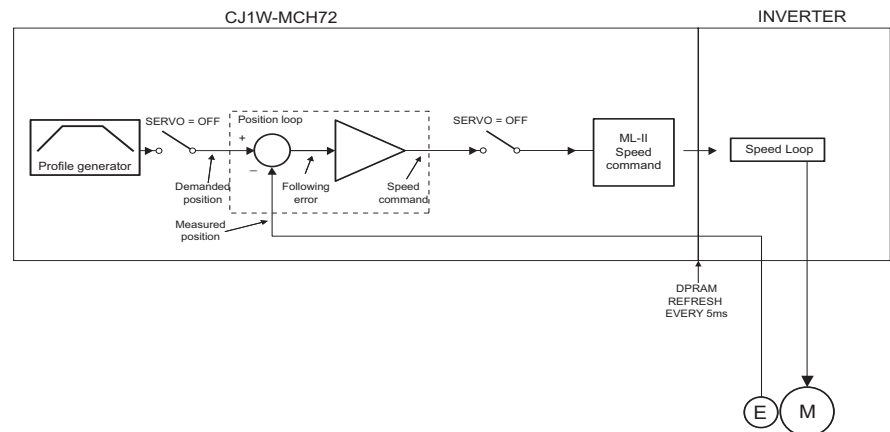 CJ1W-MCH72
INVERTER
SERVO = OFF
Position loop
SERVO = OFF
+
ML-II
Speed
command
Speed Loop
Profile generator
_
Demanded
position
Following
error
Speed
command
Measured
position
DPRAM
REFRESH
EVERY 5ms
E
M